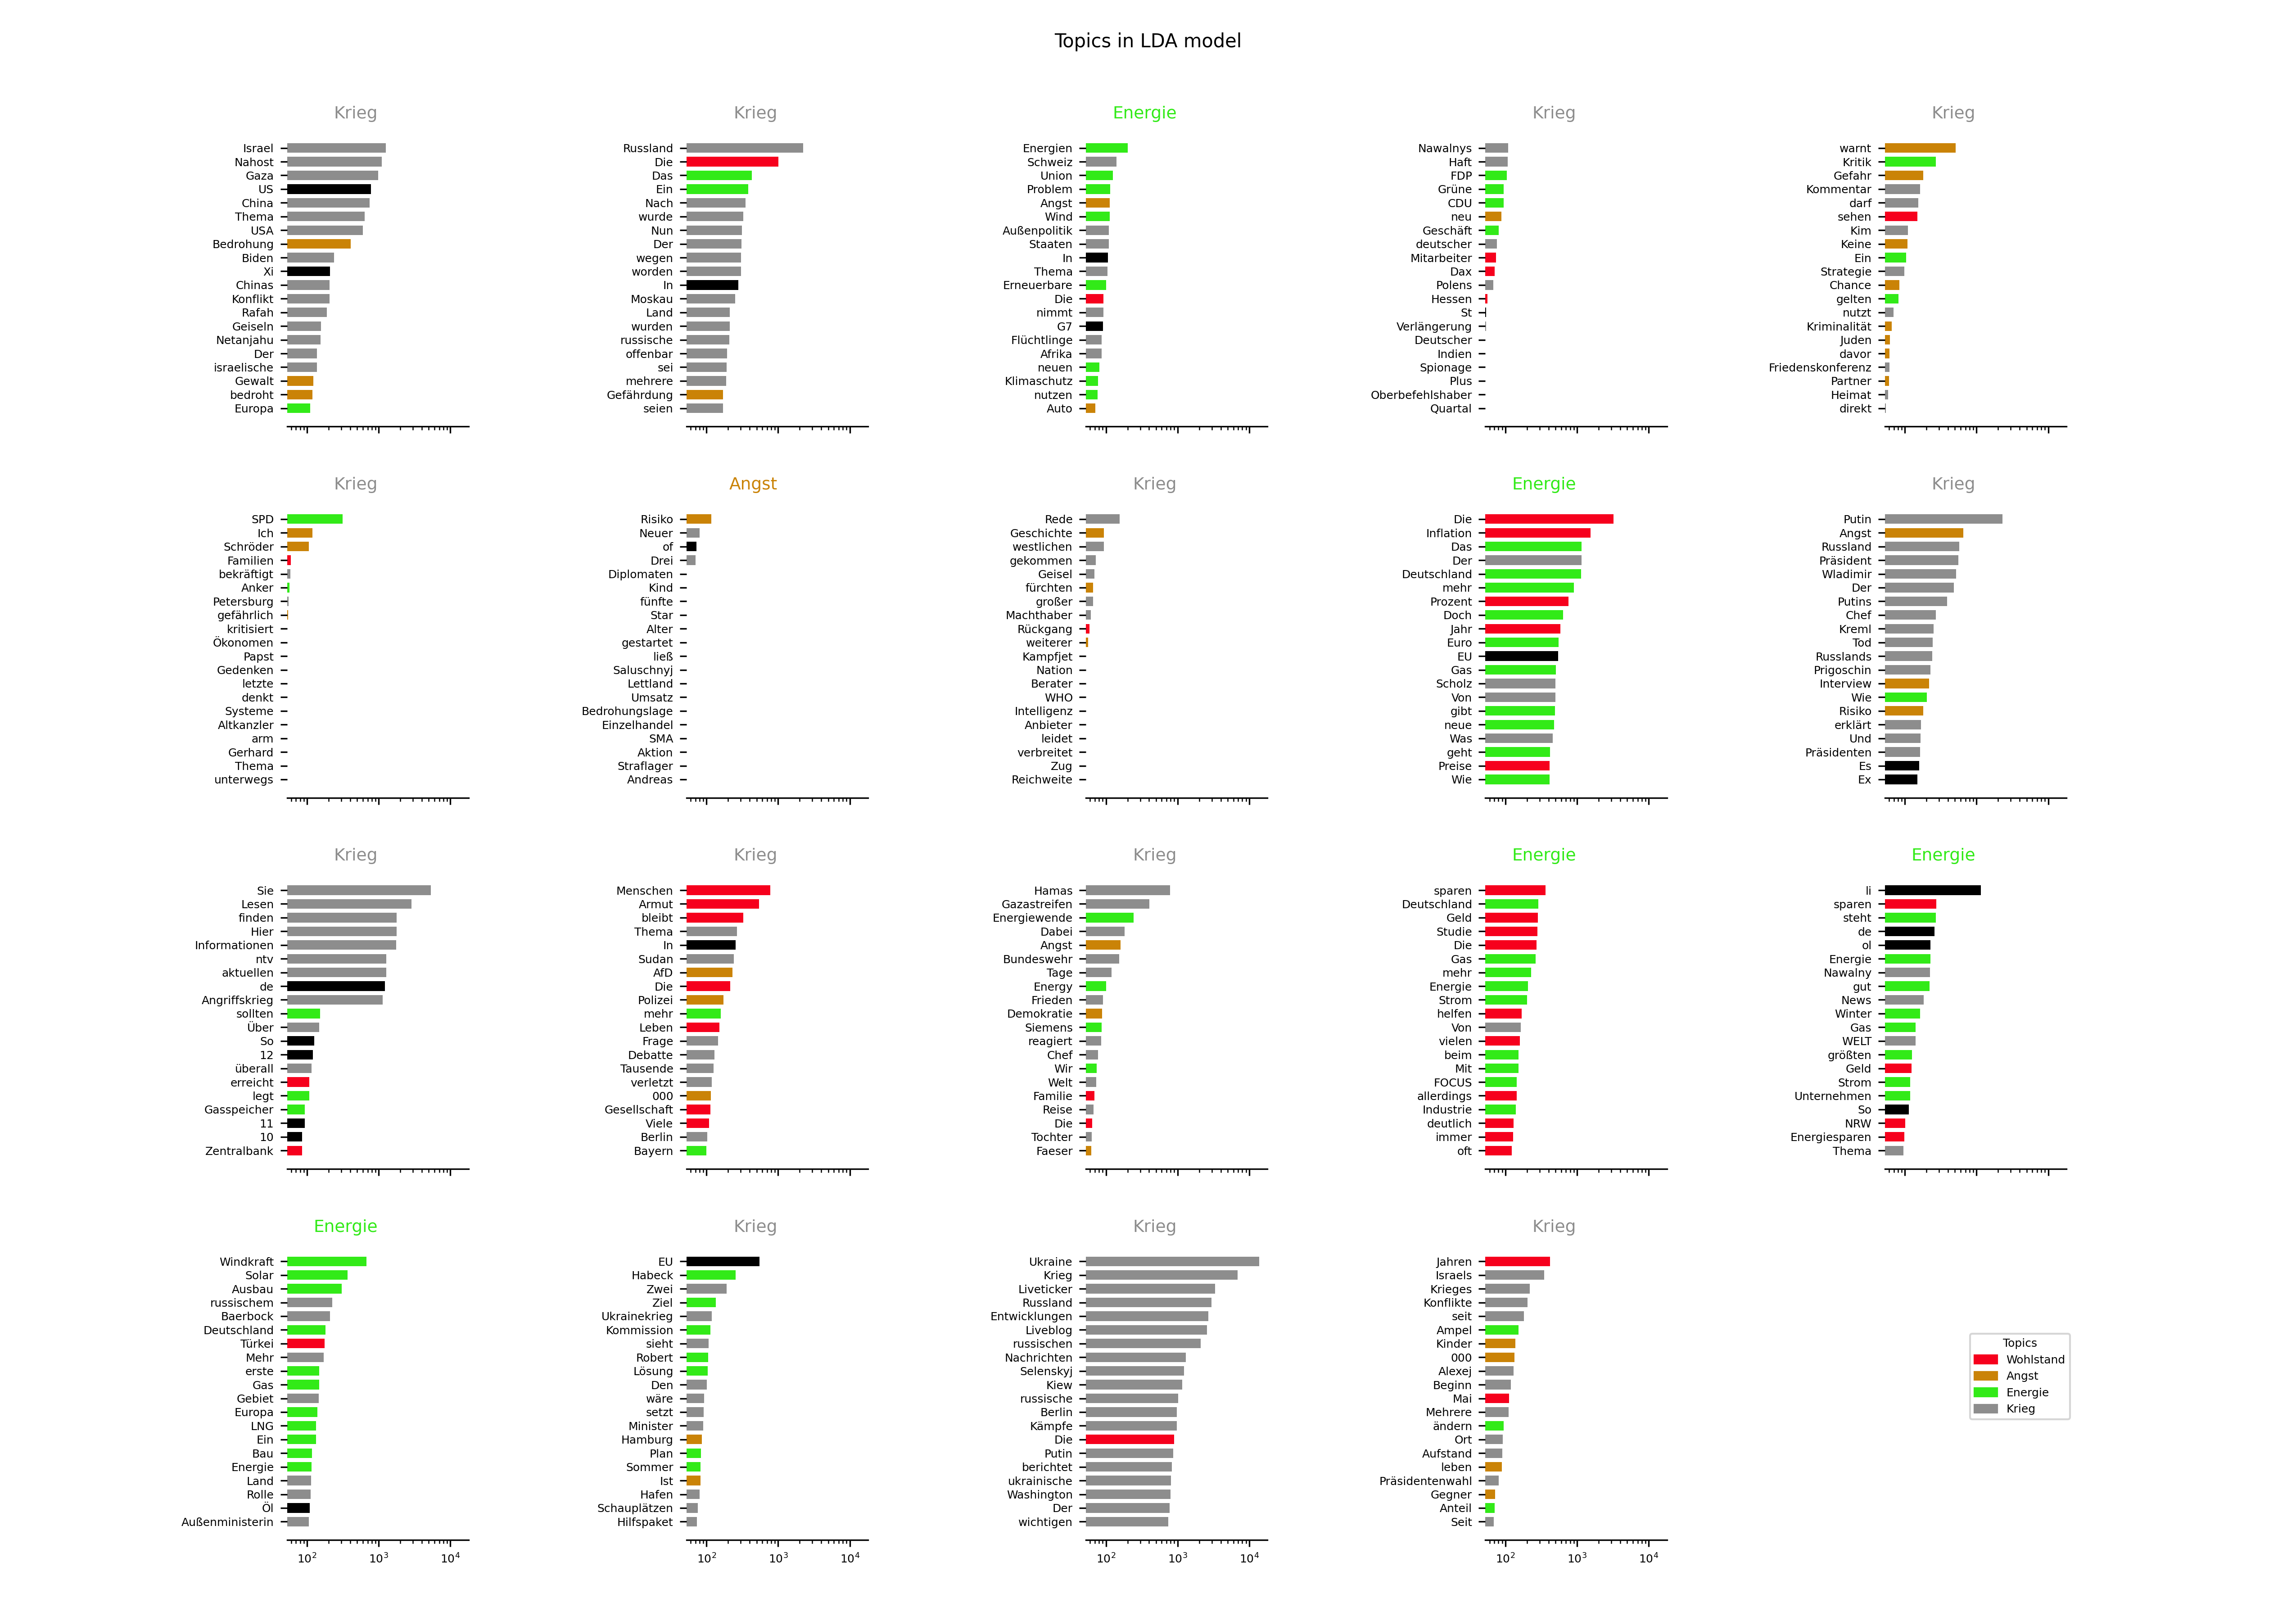 Topics in LDA model
Krieg
Israel
Nahost
Gaza
US
China
Thema
USA
Bedrohung
Biden
Xi
Chinas
Konflikt
Rafah
Geiseln
Netanjahu
Der
israelische
Gewalt
bedroht
Europa
Krieg
Russland
Die
Das
Ein
Nach
wurde
Nun
Der
wegen
worden
In
Moskau
Land
wurden
russische
offenbar
sei
mehrere
Gefährdung
seien
Energie
Energien
Schweiz
Union
Problem
Angst
Wind
Außenpolitik
Staaten
In
Thema
Erneuerbare
Die
nimmt
G7
Flüchtlinge
Afrika
neuen
Klimaschutz
nutzen
Auto
Krieg
Nawalnys
Haft
FDP
Grüne
CDU
neu
Geschäft
deutscher
Mitarbeiter
Dax
Polens
Hessen
St
Verlängerung
Deutscher
Indien
Spionage
Plus
Oberbefehlshaber
Quartal
Krieg
warnt
Kritik
Gefahr
Kommentar
darf
sehen
Kim
Keine
Ein
Strategie
Chance
gelten
nutzt
Kriminalität
Juden
davor
Friedenskonferenz
Partner
Heimat
direkt
Krieg
SPD
Ich
Schröder
Familien
bekräftigt
Anker
Petersburg
gefährlich
kritisiert
Ökonomen
Papst
Gedenken
letzte
denkt
Systeme
Altkanzler
arm
Gerhard
Thema
unterwegs
Angst
Risiko
Neuer
of
Drei
Diplomaten
Kind
fünfte
Star
Alter
gestartet
ließ
Saluschnyj
Lettland
Umsatz
Bedrohungslage
Einzelhandel
SMA
Aktion
Straflager
Andreas
Krieg
Rede
Geschichte
westlichen
gekommen
Geisel
fürchten
großer
Machthaber
Rückgang
weiterer
Kampfjet
Nation
Berater
WHO
Intelligenz
Anbieter
leidet
verbreitet
Zug
Reichweite
Energie
Die
Inflation
Das
Der
Deutschland
mehr
Prozent
Doch
Jahr
Euro
EU
Gas
Scholz
Von
gibt
neue
Was
geht
Preise
Wie
Krieg
Putin
Angst
Russland
Präsident
Wladimir
Der
Putins
Chef
Kreml
Tod
Russlands
Prigoschin
Interview
Wie
Risiko
erklärt
Und
Präsidenten
Es
Ex
Krieg
Sie
Lesen
finden
Hier
Informationen
ntv
aktuellen
de
Angriffskrieg
sollten
Über
So
12
überall
erreicht
legt
Gasspeicher
11
10
Zentralbank
Krieg
Menschen
Armut
bleibt
Thema
In
Sudan
AfD
Die
Polizei
mehr
Leben
Frage
Debatte
Tausende
verletzt
000
Gesellschaft
Viele
Berlin
Bayern
Krieg
Hamas
Gazastreifen
Energiewende
Dabei
Angst
Bundeswehr
Tage
Energy
Frieden
Demokratie
Siemens
reagiert
Chef
Wir
Welt
Familie
Reise
Die
Tochter
Faeser
Energie
sparen
Deutschland
Geld
Studie
Die
Gas
mehr
Energie
Strom
helfen
Von
vielen
beim
Mit
FOCUS
allerdings
Industrie
deutlich
immer
oft
Energie
li
sparen
steht
de
ol
Energie
Nawalny
gut
News
Winter
Gas
WELT
größten
Geld
Strom
Unternehmen
So
NRW
Energiesparen
Thema
Energie
Windkraft
Solar
Ausbau
russischem
Baerbock
Deutschland
Türkei
Mehr
erste
Gas
Gebiet
Europa
LNG
Ein
Bau
Energie
Land
Rolle
Öl
Außenministerin
10² 10³ 10⁴
Krieg
EU
Habeck
Zwei
Ziel
Ukrainekrieg
Kommission
sieht
Robert
Lösung
Den
wäre
setzt
Minister
Hamburg
Plan
Sommer
Ist
Hafen
Schauplätzen
Hilfspaket
10² 10³ 10⁴
Krieg
Ukraine
Krieg
Liveticker
Russland
Entwicklungen
Liveblog
russischen
Nachrichten
Selenskyj
Kiew
russische
Berlin
Kämpfe
Die
Putin
berichtet
ukrainische
Washington
Der
wichtigen
10² 10³ 10⁴
Krieg
Jahren
Israels
Krieges
Konflikte
seit
Ampel
Kinder
000
Alexej
Beginn
Mai
Mehrere
ändern
Ort
Aufstand
leben
Präsidentenwahl
Gegner
Anteil
Seit
10² 10³ 10⁴
Topics
Wohlstand
Angst
Energie
Krieg